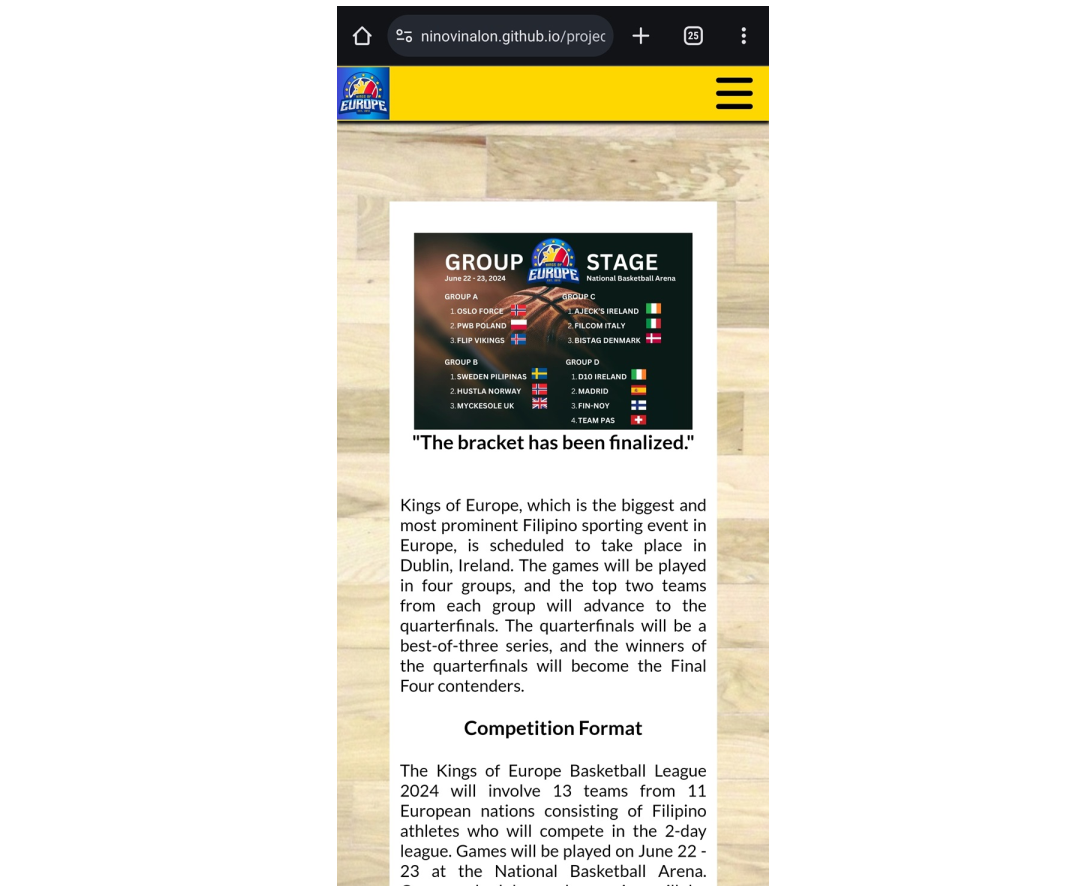 ninovinalon.github.io/projec
25
KINGS OF
EUROPE
GROUP
STAGE
June 22 - 23, 2024
National Basketball Arena
KINGS OF
EUROPE
GROUP A
1. OSLO FORCE
2. PWB POLAND
3. FLIP VIKINGS
GROUP C
1. AJECK'S IRELAND
2. FILCOM ITALY
3. BISTAG DENMARK
GROUP B
1. SWEDEN PILIPINAS
2. HUSTLA NORWAY
3. MYCKESOLE UK
GROUP D
1. D10 IRELAND
2. MADRID
3. FIN-NOY
4. TEAM PAS
"The bracket has been finalized."
Kings of Europe, which is the biggest and
most prominent Filipino sporting event in
Europe, is scheduled to take place in
Dublin, Ireland. The games will be played
in four groups, and the top two teams
from each group will advance to the
quarterfinals. The quarterfinals will be a
best-of-three series, and the winners of
the quarterfinals will become the Final
Four contenders.
Competition Format
The Kings of Europe Basketball League
2024 will involve 13 teams from 11
European nations consisting of Filipino
athletes who will compete in the 2-day
league. Games will be played on June 22 -
23 at the National Basketball Arena.